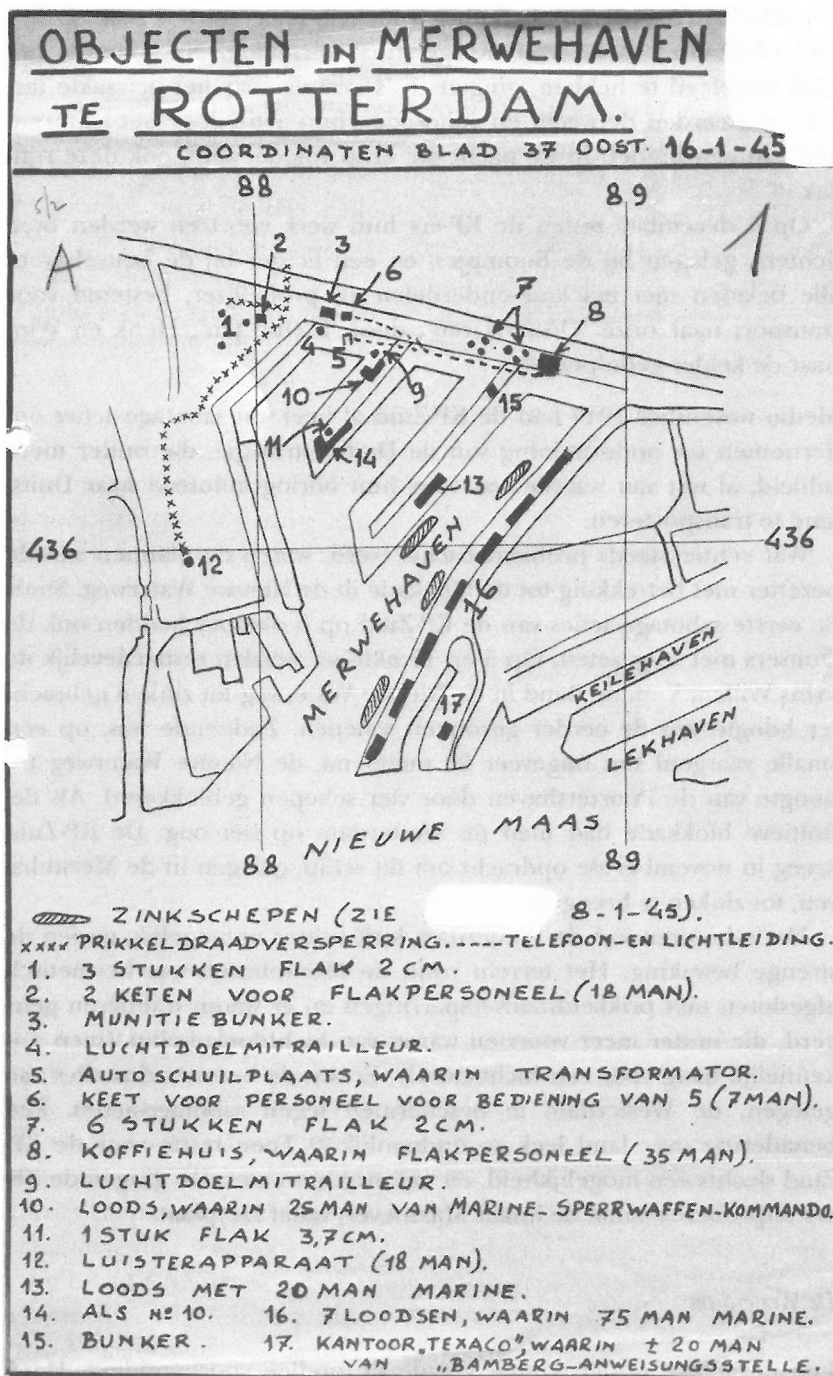 OBJECTEN IN MERWEHAVEN
TE ROTTERDAM
COORDINATEN BLAD 37 OOST. 16-1-45
88 89
5/2
A 1
2 3 6 7 8
1
4 5 9
10 15
11 14 13
436 436
12
MERWEHAVEN
16
17
KEILEHAVEN
LEKHAVEN
NIEUWE MAAS
88 89
ZINKSCHEPEN (ZIE 8-1-'45).
xxxx PRIKKELDRAADVERSPERRING.-----TELEFOON-EN LICHTLEIDING.
1. 3 STUKKEN FLAK 2 CM.
2. 2 KETEN VOOR FLAKPERSONEEL (18 MAN).
3. MUNITIE BUNKER.
4. LUCHTDOELMITRAILLEUR.
5. AUTOSCHUILPLAATS, WAARIN TRANSFORMATOR.
6. KEET VOOR PERSONEEL VOOR BEDIENING VAN 5 (7 MAN).
7. 6 STUKKEN FLAK 2CM.
8. KOFFIEHUIS, WAARIN FLAKPERSONEEL 35 MAN).
9. LUCHTDOELMITRAILLEUR.
10. LOODS, WAARIN 25 MAN VAN MARINE-SPERRWAFFEN-KOMMANDO.
11. 1 STUK FLAK 3,7 CM.
12. LUISTERAPPARAAT (18 MAN).
13. LOODS MET 20 MAN MARINE.
14 ALS Nº 10. 16 7 LOODSEN, WAARIN 75 MAN MARINE.
15. BUNKER. 17. KANTOOR „TEXACO", WAARIN ± 20 MAN
VAN „BAMBERG-ANWEISUNGSSTELLE.